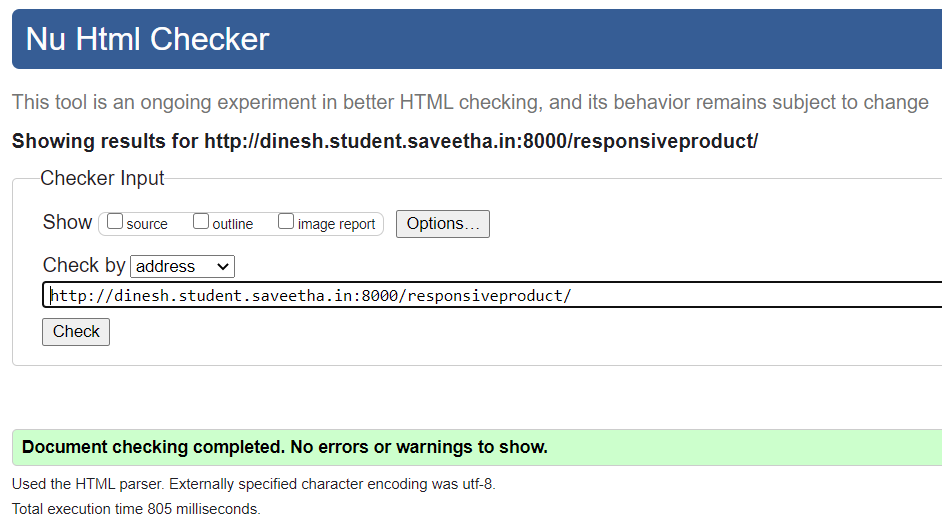 Nu Html Checker
This tool is an ongoing experiment in better HTML checking, and its behavior remains subject to change
Showing results for http://dinesh.student.saveetha.in:8000/responsiveproduct/
Checker Input
Show source outline image report Options...
Check by address
http://dinesh.student.saveetha.in:8000/responsiveproduct/
Check
Document checking completed. No errors or warnings to show.
Used the HTML parser. Externally specified character encoding was utf-8.
Total execution time 805 milliseconds.